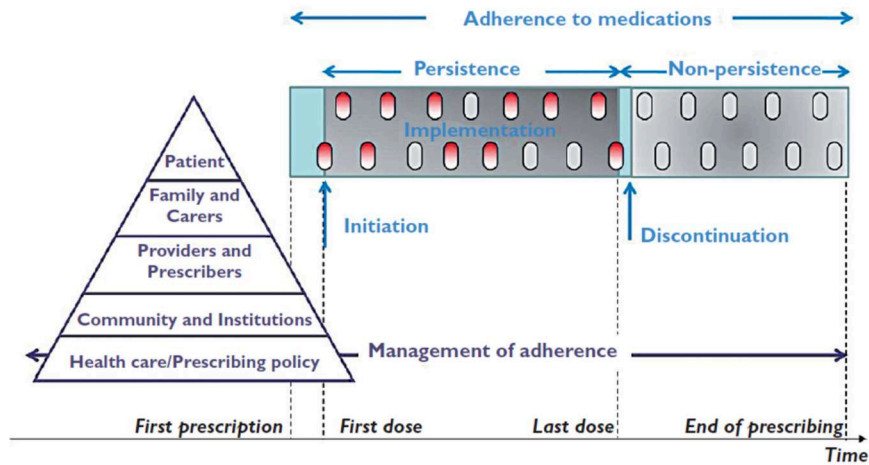 Adherence to medications
Persistence
Non-persistence
Implementation
Patient
Family and
Carers
Initiation
Discontinuation
Providers and
Prescribers
Community and Institutions
Management of adherence
Health care/Prescribing policy
First prescription
First dose
Last dose
End of prescribing
Time